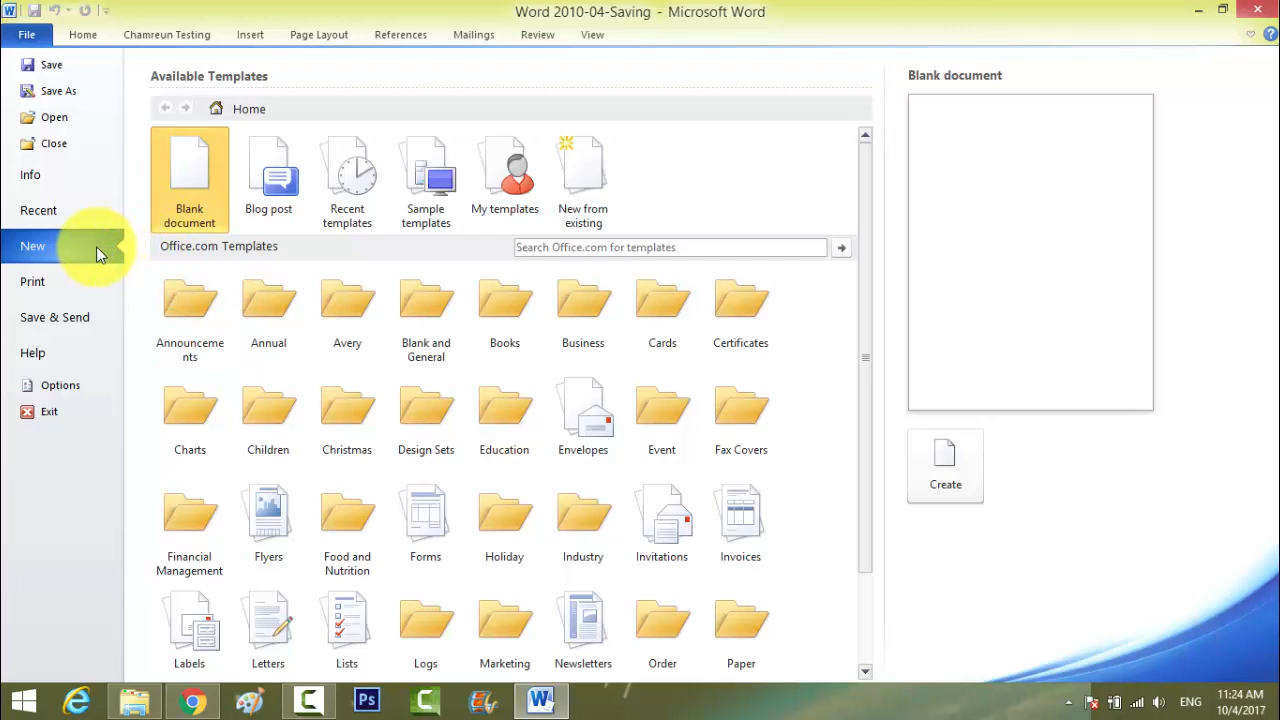 Word 2010-04-Saving - Microsoft Word
File Home Chamreun Testing Insert Page Layout References Mailings Review View
Save
Save As
Open
Close
Info
Recent
New
Print
Save & Send
Help
Options
Exit
Available Templates
Home
Blank document
Blog post
Recent templates
Sample templates
My templates
New from existing
Office.com Templates
Search Office.com for templates
Announceme
nts
Annual
Avery
Blank and
General
Books
Business
Cards
Certificates
Charts
Children
Christmas
Design Sets
Education
Envelopes
Event
Fax Covers
Financial
Management
Flyers
Food and
Nutrition
Forms
Holiday
Industry
Invitations
Invoices
Labels
Letters
Lists
Logs
Marketing
Newsletters
Order
Paper
Blank document
Create
Ps
ENG
11:24 AM
10/4/2017